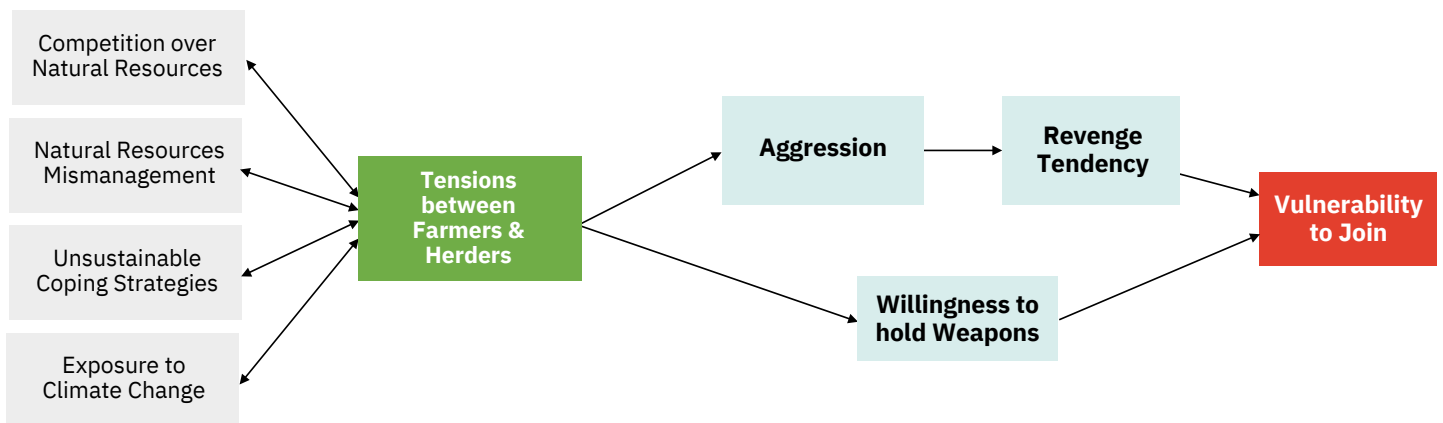 Competition over
Natural Resources
Natural Resources
Mismanagement
Unsustainable
Coping Strategies
Exposure to
Climate Change
Tensions
between
Farmers &
Herders
Aggression
Revenge
Tendency
Willingness to
hold Weapons
Vulnerability
to Join